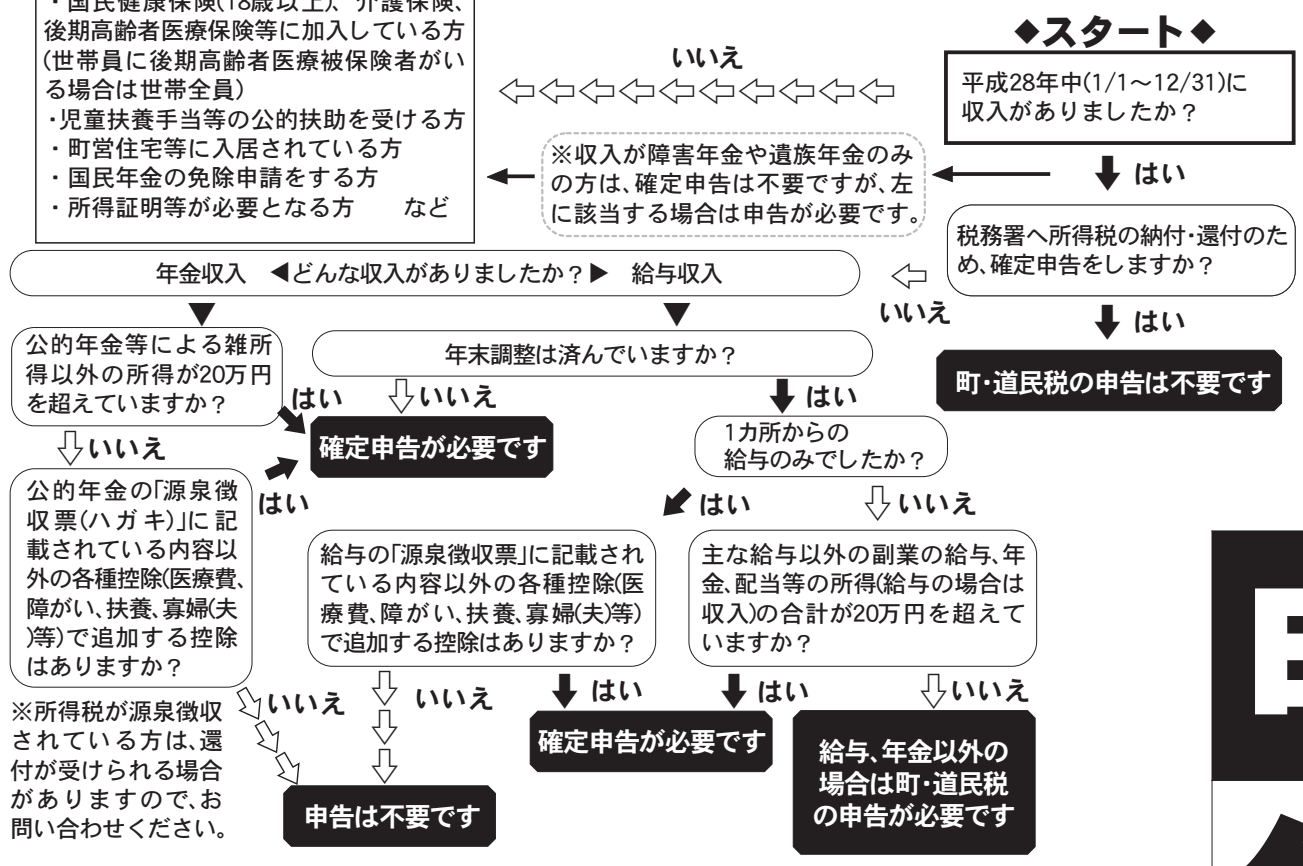 ・国民健康保険(18歳以上)、介護保険、
後期高齢者医療保険等に加入している方
(世帯員に後期高齢者医療被保険者がい
る場合は世帯全員)
・児童扶養手当等の公的扶助を受ける方
・町営住宅等に入居されている方
・国民年金の免除申請をする方
・所得証明等が必要となる方　など
いいえ
◆スタート◆
平成28年中(1/1～12/31)に
収入がありましたか？
はい
※収入が障害年金や遺族年金のみ
の方は、確定申告は不要ですが、左
に該当する場合は申告が必要です。
税務署へ所得税の納付・還付のた
め、確定申告をしますか？
いいえ
はい
町・道民税の申告は不要です
年金収入　◀どんな収入がありましたか？▶　給与収入
公的年金等による雑所
得以外の所得が20万円
を超えていますか？
はい
いいえ
年末調整は済んでいますか？
いいえ
はい
確定申告が必要です
1カ所からの
給与のみでしたか？
はい
いいえ
公的年金の「源泉徴
収票(ハガキ)」に記
載されている内容以
外の各種控除(医療費、
障がい、扶養、寡婦(夫
)等)で追加する控除
はありますか？
はい
いいえ
※所得税が源泉徴収
されている方は、還
付が受けられる場合
がありますので、お
問い合わせください。
給与の「源泉徴収票」に記載され
ている内容以外の各種控除(医
療費、障がい、扶養、寡婦(夫)等)
で追加する控除はありますか？
いいえ
はい
申告は不要です
主な給与以外の副業の給与、年
金、配当等の所得(給与の場合は
収入)の合計が20万円を超えて
いますか？
はい
いいえ
確定申告が必要です
給与、年金以外の
場合は町・道民税
の申告が必要です